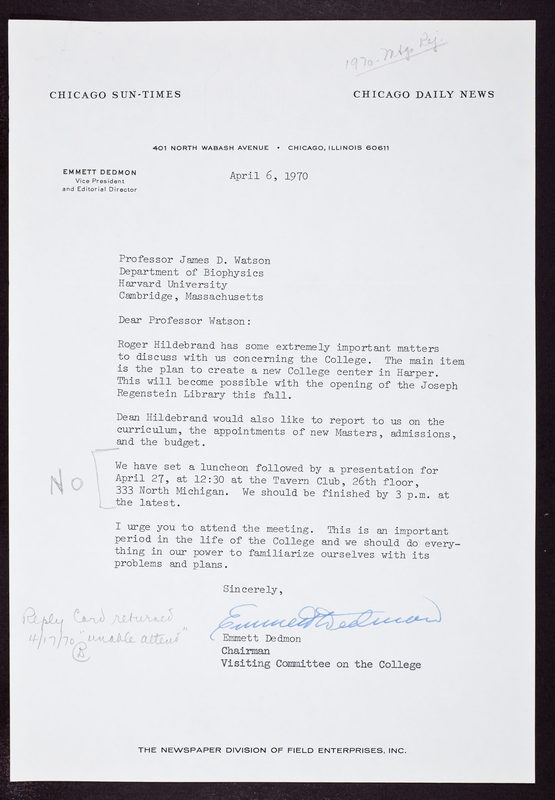 1970. Mtgs Rej.
CHICAGO SUN-TIMES
CHICAGO DAILY NEWS
401 NORTH WABASH AVENUE • CHICAGO, ILLINOIS 60611
EMMETT DEDMON
Vice President
and Editorial Director
April 6, 1970
Professor James D. Watson
Department of Biophysics
Harvard University
Cambridge, Massachusetts
Dear Professor Watson:
Roger Hildebrand has some extremely important matters
to discuss with us concerning the College. The main item
is the plan to create a new College center in Harper.
This will become possible with the opening of the Joseph
Regenstein Library this fall.
Dean Hildebrand would also like to report to us on the
curriculum, the appointments of new Masters, admissions,
and the budget.
NO
We have set a luncheon followed by a presentation for
April 27, at 12:30 at the Tavern Club, 26th floor,
333 North Michigan. We should be finished by 3 p.m. at
the latest.
I urge you to attend the meeting. This is an important
period in the life of the College and we should do every-
thing in our power to familiarize ourselves with its
problems and plans.
Sincerely,
Emmett Dedmon
Emmett Dedmon
Chairman
Visiting Committee on the College
Reply Card returned
4/17/70 "unable attend"
B
THE NEWSPAPER DIVISION OF FIELD ENTERPRISES, INC.